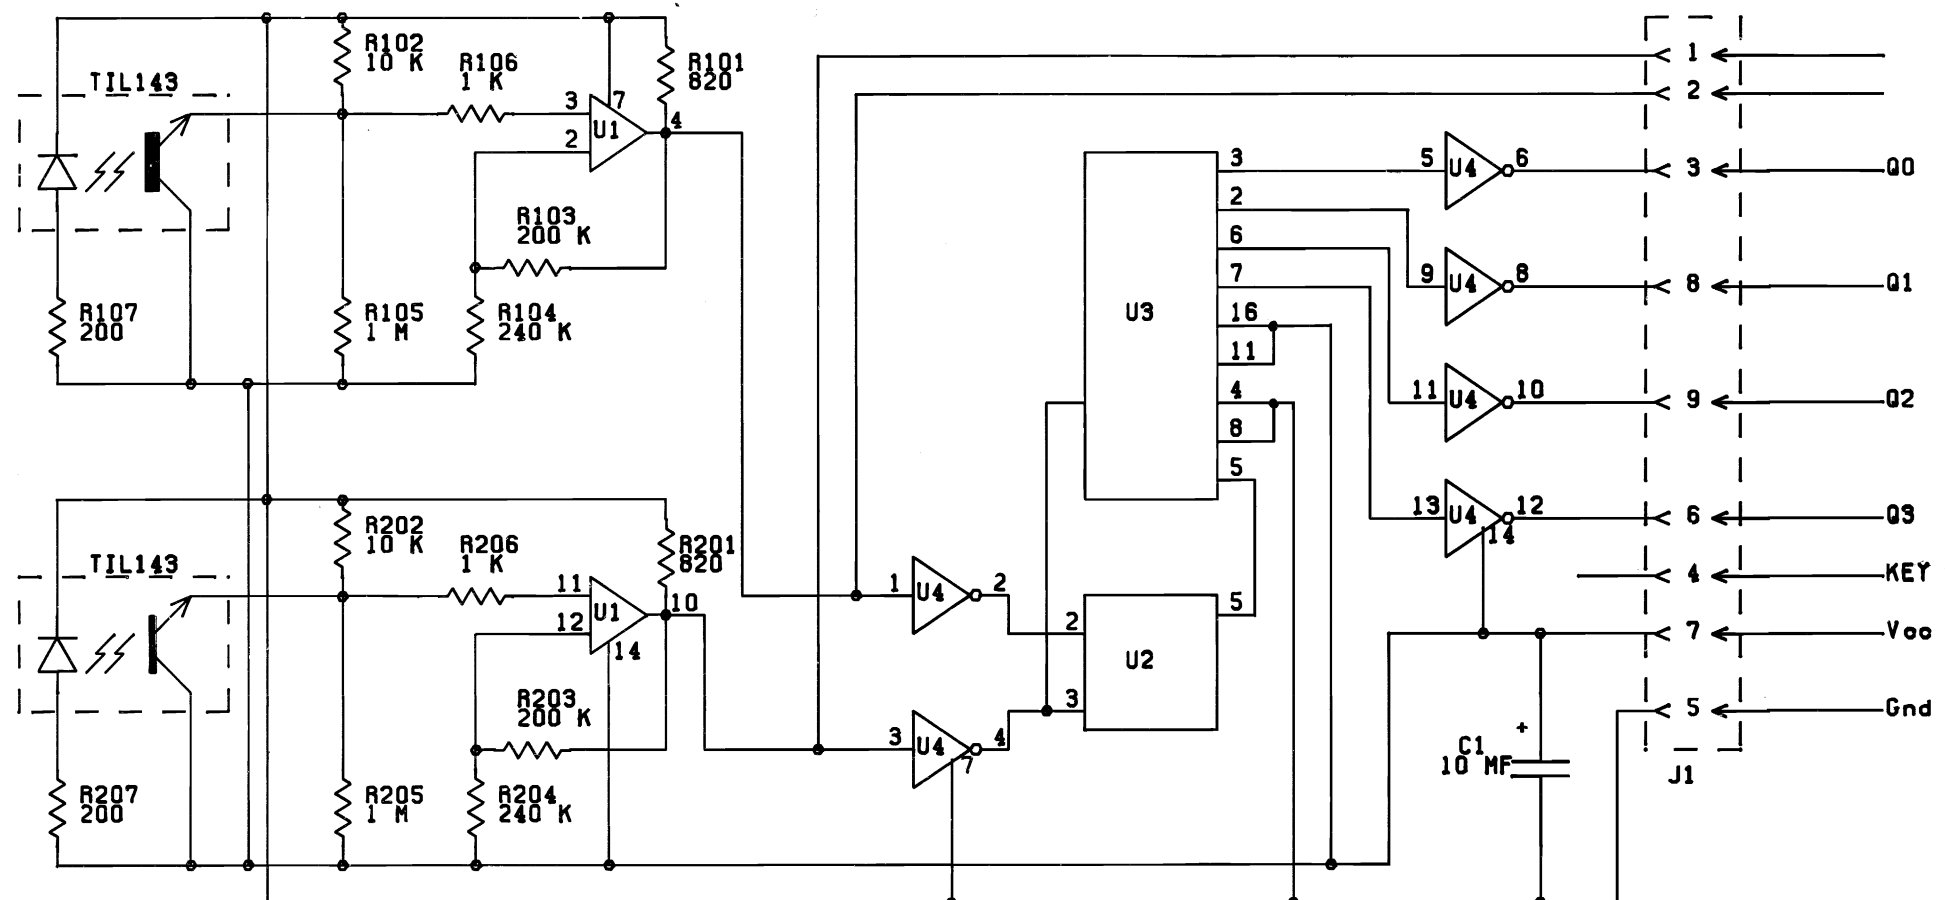 TIL143
R102
10 K
R106
1 K
R101
820
3
7
2
U1
4
R103
200 K
R107
200
R105
1 M
R104
240 K
TIL143
R202
10 K
R206
1 K
R201
820
11
12
U1
14
10
R203
200 K
R207
200
R205
1 M
R204
240 K
1
U4
2
3
U4
4
7
U3
3
2
6
7
16
11
4
8
5
U2
2
3
5
5
U4
6
9
U4
8
11
U4
10
13
U4
12
14
C1
10 MF
+
1
2
3
Q0
8
Q1
9
Q2
6
Q3
4
KEY
7
Vcc
5
Gnd
J1